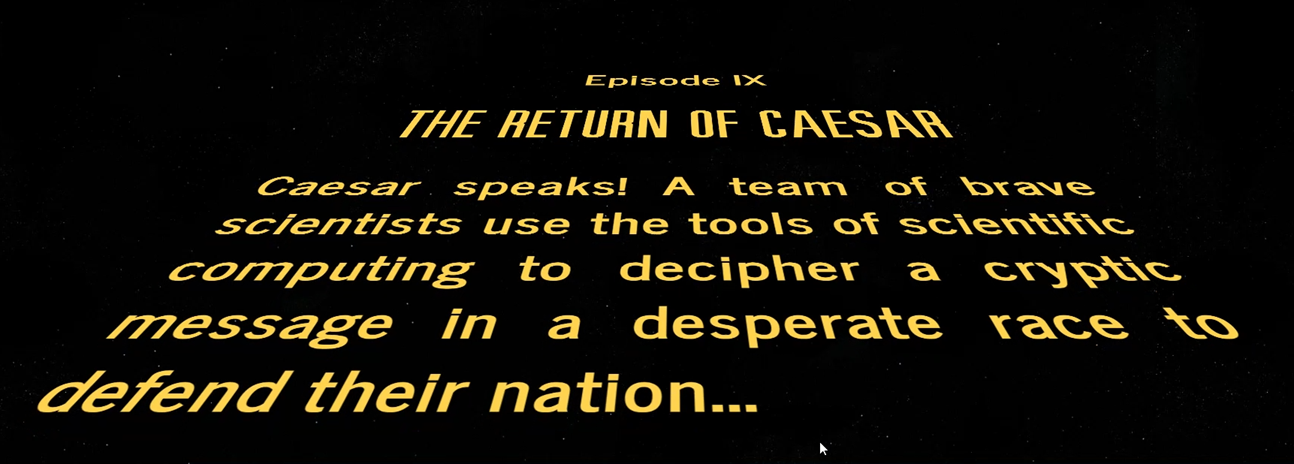 Episode IX
THE RETURN OF CAESAR
Caesar speaks! A team of brave
scientists use the tools of scientific
computing to decipher a cryptic
message in a desperate race to
defend their nation...